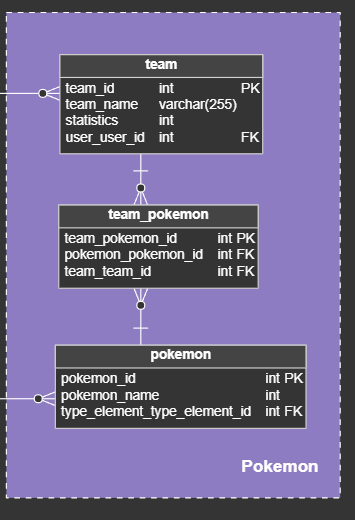 team
team_id int PK
team_name varchar(255)
statistics int
user_user_id int FK
team_pokemon
team_pokemon_id int PK
pokemon_pokemon_id int FK
team_team_id int FK
pokemon
pokemon_id int PK
pokemon_name int
type_element_type_element_id int FK
Pokemon